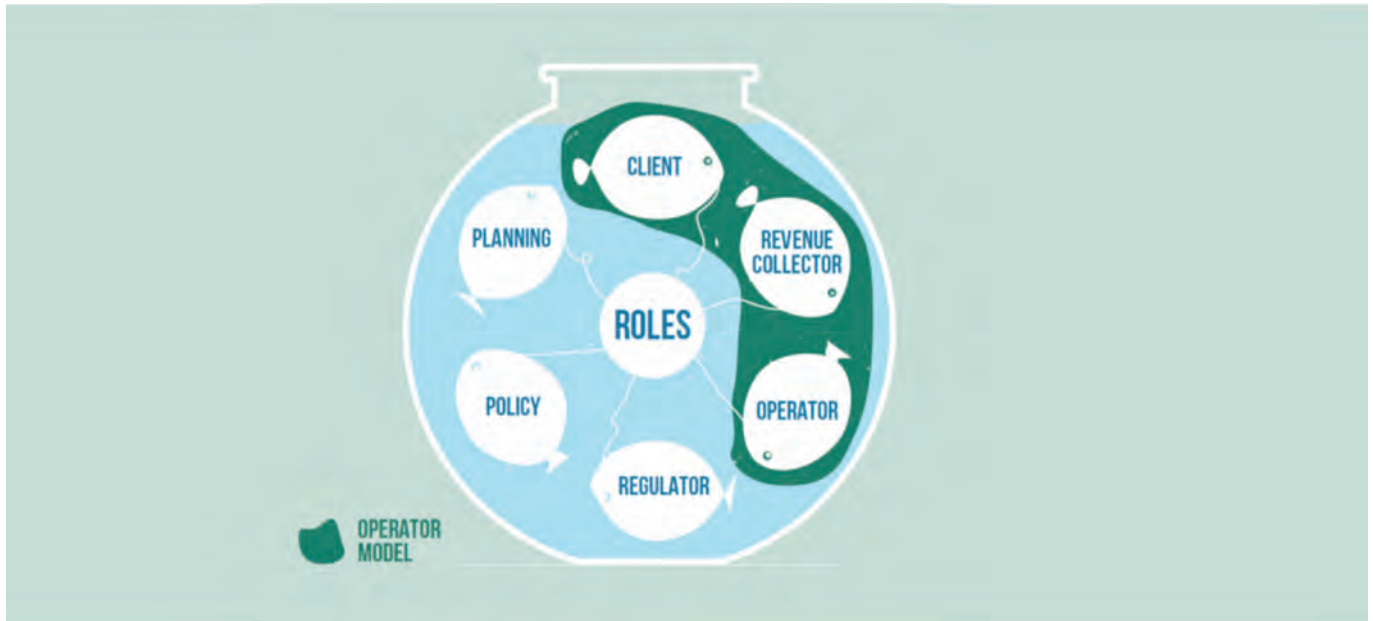 CLIENT
PLANNING
REVENUE
COLLECTOR
ROLES
POLICY
OPERATOR
REGULATOR
OPERATOR
MODEL